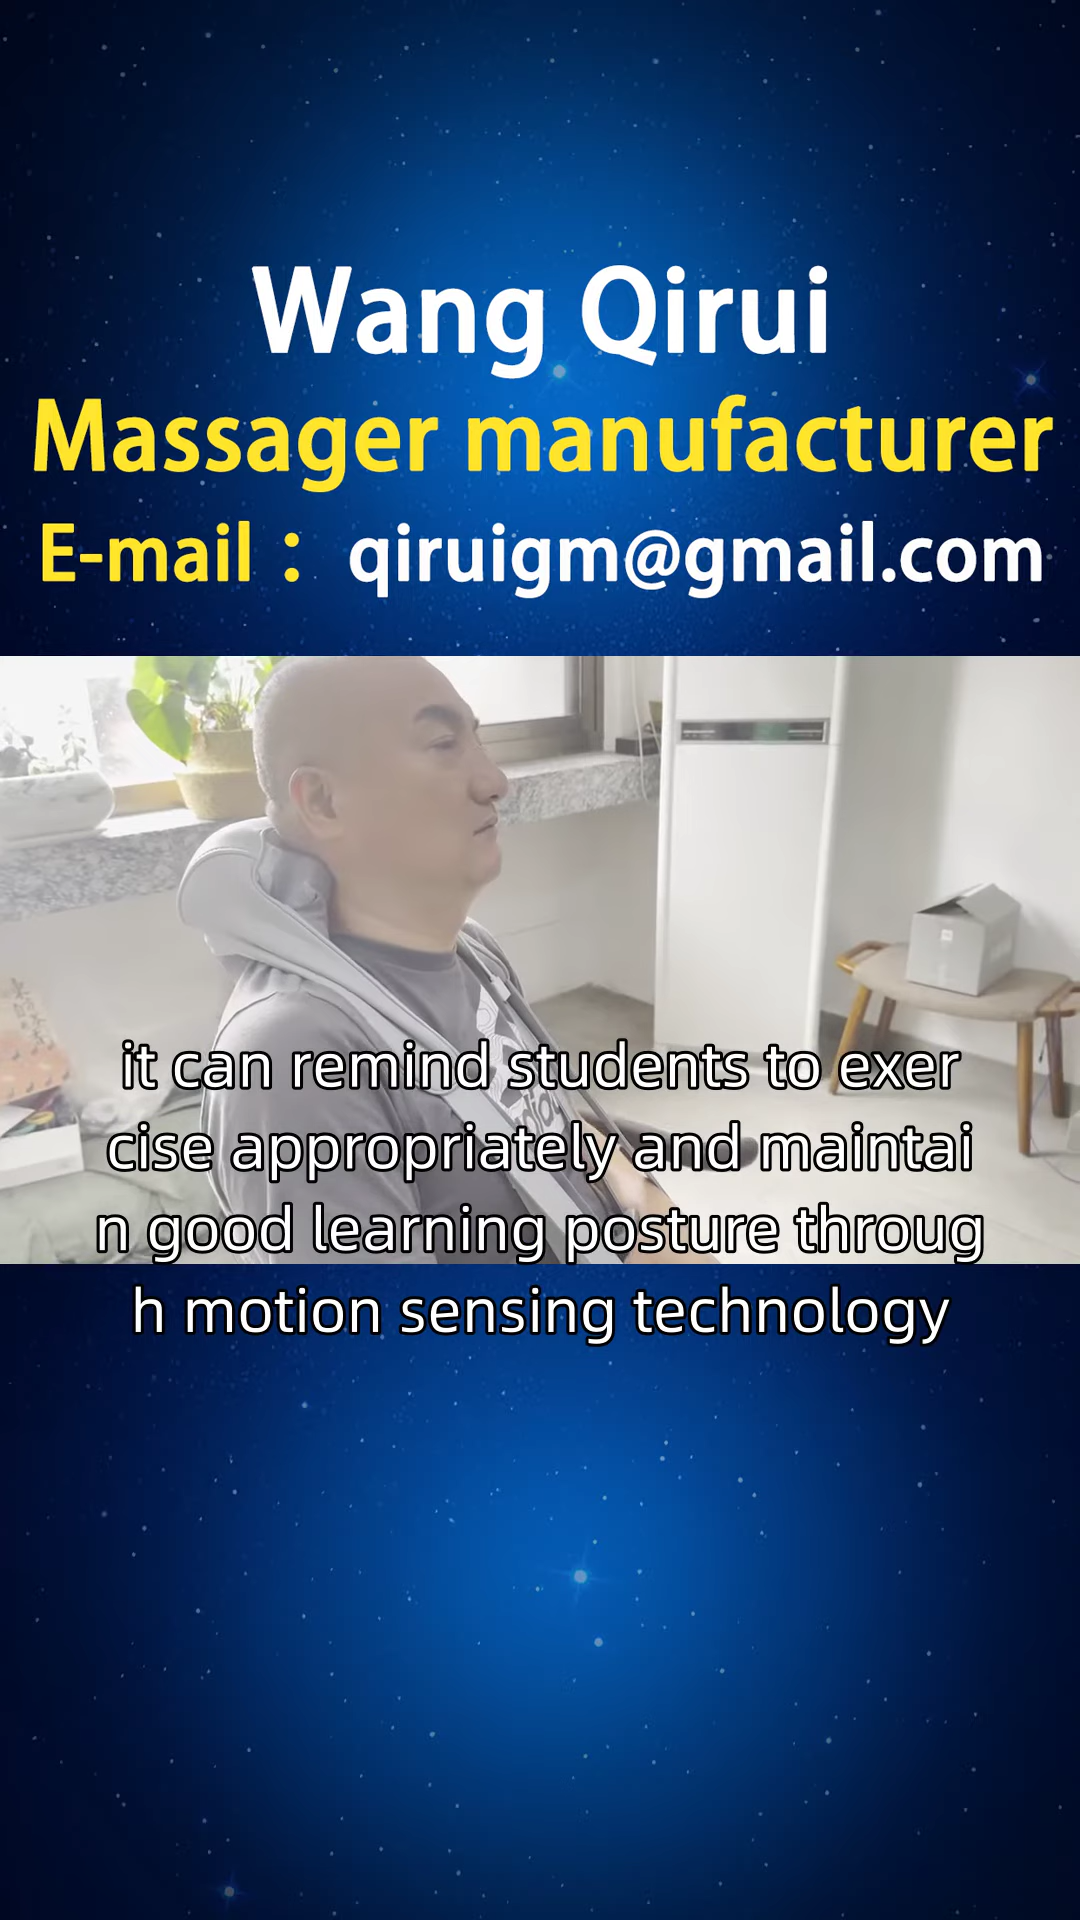 Wang Qirui
Massager manufacturer
E-mail： qiruigm@gmail.com
it can remind students to exer
cise appropriately and maintai
n good learning posture throug
h motion sensing technology